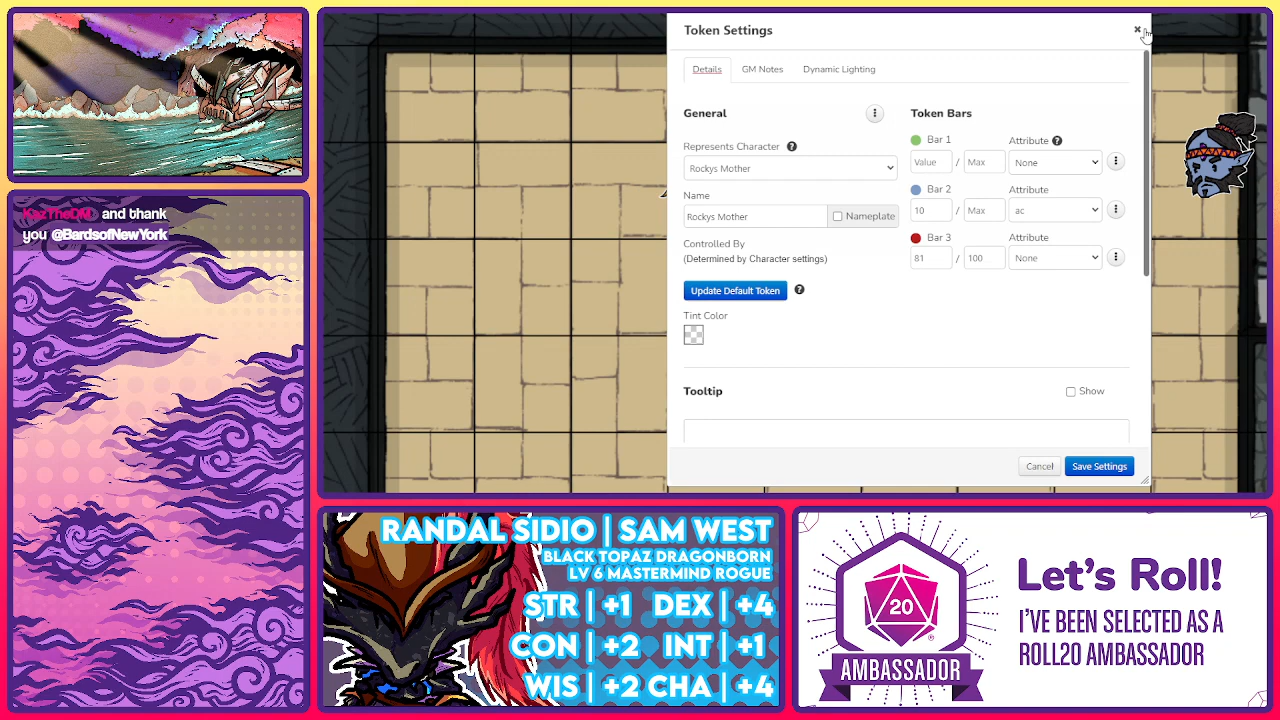 KazTheDM and thank
you @BardsofNewYork
Token Settings
×
Details GM Notes Dynamic Lighting
General
Represents Character ?
Rockys Mother
Name
Rockys Mother Nameplate
Controlled By
(Determined by Character settings)
Update Default Token ?
Tint Color
Token Bars
Bar 1 Attribute ?
Value / Max None
Bar 2 Attribute
10 / Max ac
Bar 3 Attribute
81 / 100 None
Tooltip Show
Cancel Save Settings
RANDAL SIDIO | SAM WEST
BLACK TOPAZ DRAGONBORN
LV 6 MASTERMIND ROGUE
STR | +1 DEX | +4
CON | +2 INT | +1
WIS | +2 CHA | +4
20
®
AMBASSADOR
Let's Roll!
I'VE BEEN SELECTED AS A
ROLL20 AMBASSADOR